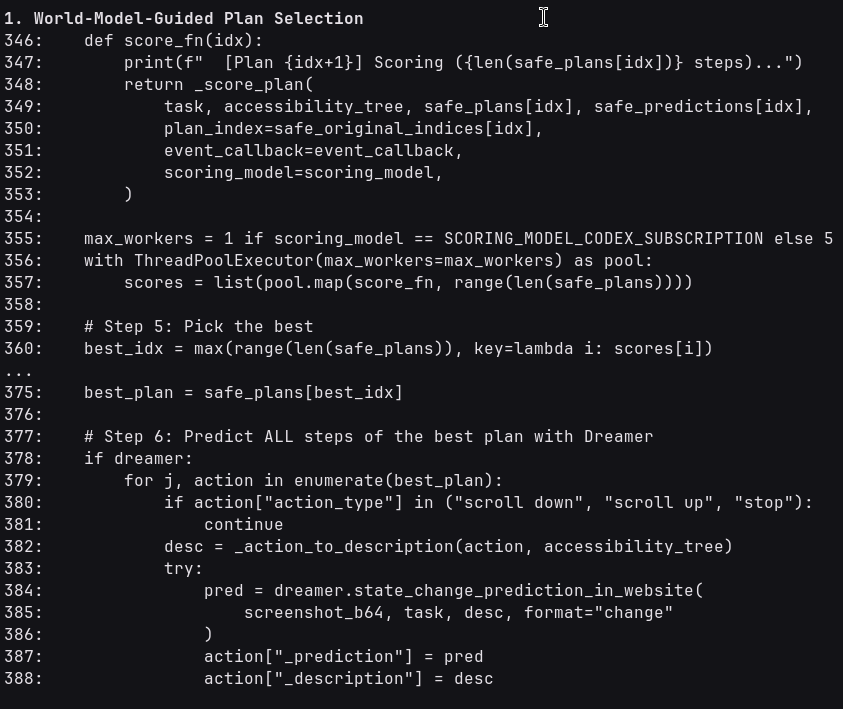 1. World-Model-Guided Plan Selection
346:    def score_fn(idx):
347:        print(f"  [Plan {idx+1}] Scoring ({len(safe_plans[idx])} steps)...")
348:        return _score_plan(
349:            task, accessibility_tree, safe_plans[idx], safe_predictions[idx],
350:            plan_index=safe_original_indices[idx],
351:            event_callback=event_callback,
352:            scoring_model=scoring_model,
353:        )
354:
355:    max_workers = 1 if scoring_model == SCORING_MODEL_CODEX_SUBSCRIPTION else 5
356:    with ThreadPoolExecutor(max_workers=max_workers) as pool:
357:        scores = list(pool.map(score_fn, range(len(safe_plans))))
358:
359:    # Step 5: Pick the best
360:    best_idx = max(range(len(safe_plans)), key=lambda i: scores[i])
...
375:    best_plan = safe_plans[best_idx]
376:
377:    # Step 6: Predict ALL steps of the best plan with Dreamer
378:    if dreamer:
379:        for j, action in enumerate(best_plan):
380:            if action["action_type"] in ("scroll down", "scroll up", "stop"):
381:                continue
382:            desc = _action_to_description(action, accessibility_tree)
383:            try:
384:                pred = dreamer.state_change_prediction_in_website(
385:                    screenshot_b64, task, desc, format="change"
386:                )
387:                action["_prediction"] = pred
388:                action["_description"] = desc